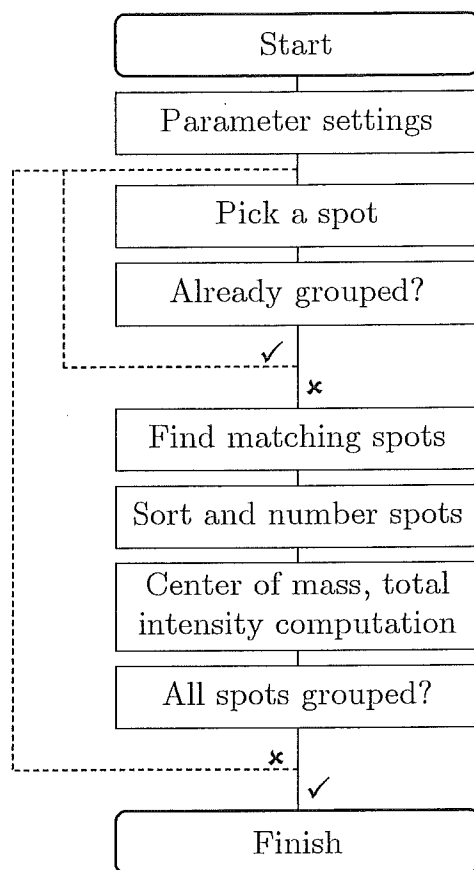 Start
Parameter settings
Pick a spot
Already grouped?
✓
✗
Find matching spots
Sort and number spots
Center of mass, total
intensity computation
All spots grouped?
✗
✓
Finish